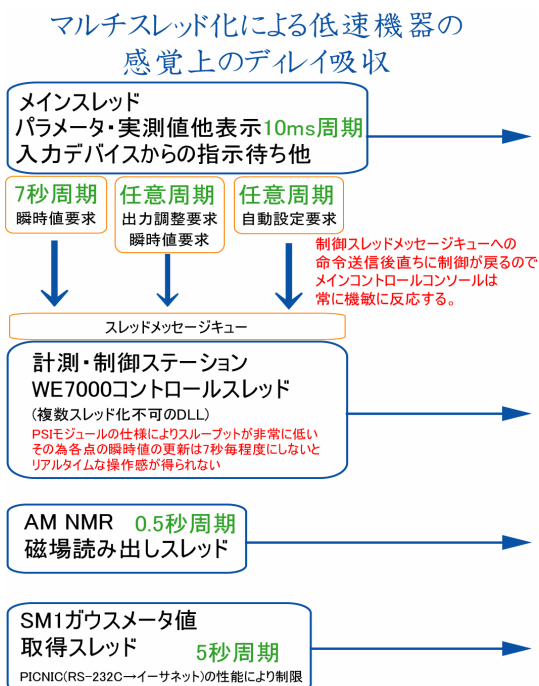 マルチスレッド化による低速機器の
感覚上のディレイ吸収
メインスレッド
パラメータ・実測値他表示10ms周期
入力デバイスからの指示待ち他
7秒周期
瞬時値要求
任意周期
出力調整要求
瞬時値要求
任意周期
自動設定要求
制御スレッドメッセージキューへの
命令送信後直ちに制御が戻るので
メインコントロールコンソールは
常に機敏に反応する。
スレッドメッセージキュー
計測・制御ステーション
WE7000コントロールスレッド
(複数スレッド化不可のDLL)
PSIモジュールの仕様によりスループットが非常に低い
その為各点の瞬時値の更新は7秒毎程度にしないと
リアルタイムな操作感が得られない
AM NMR 0.5秒周期
磁場読み出しスレッド
SM1ガウスメータ値
取得スレッド 5秒周期
PICNIC(RS-232C→イーサネット)の性能により制限